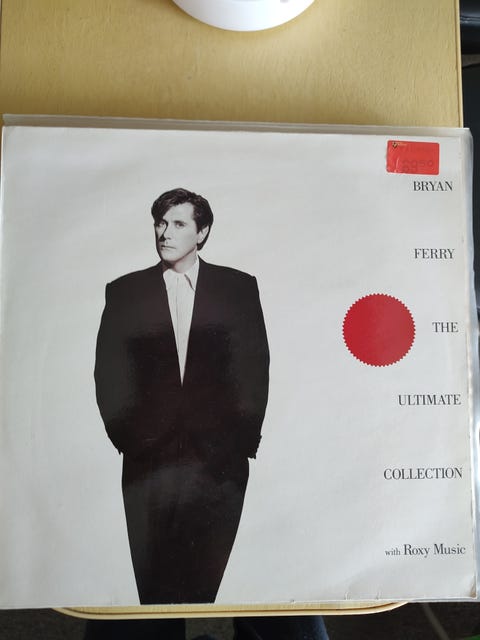 BRYAN
FERRY
THE
ULTIMATE
COLLECTION
with Roxy Music